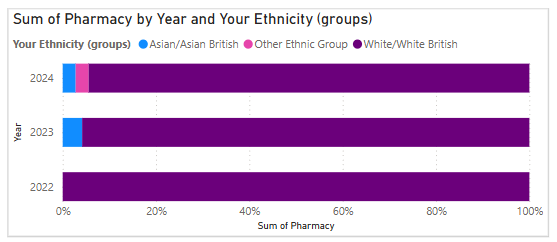 Sum of Pharmacy by Year and Your Ethnicity (groups)
Your Ethnicity (groups) Asian/Asian British Other Ethnic Group White/White British
2024
2023
2022
Year
0% 20% 40% 60% 80% 100%
Sum of Pharmacy